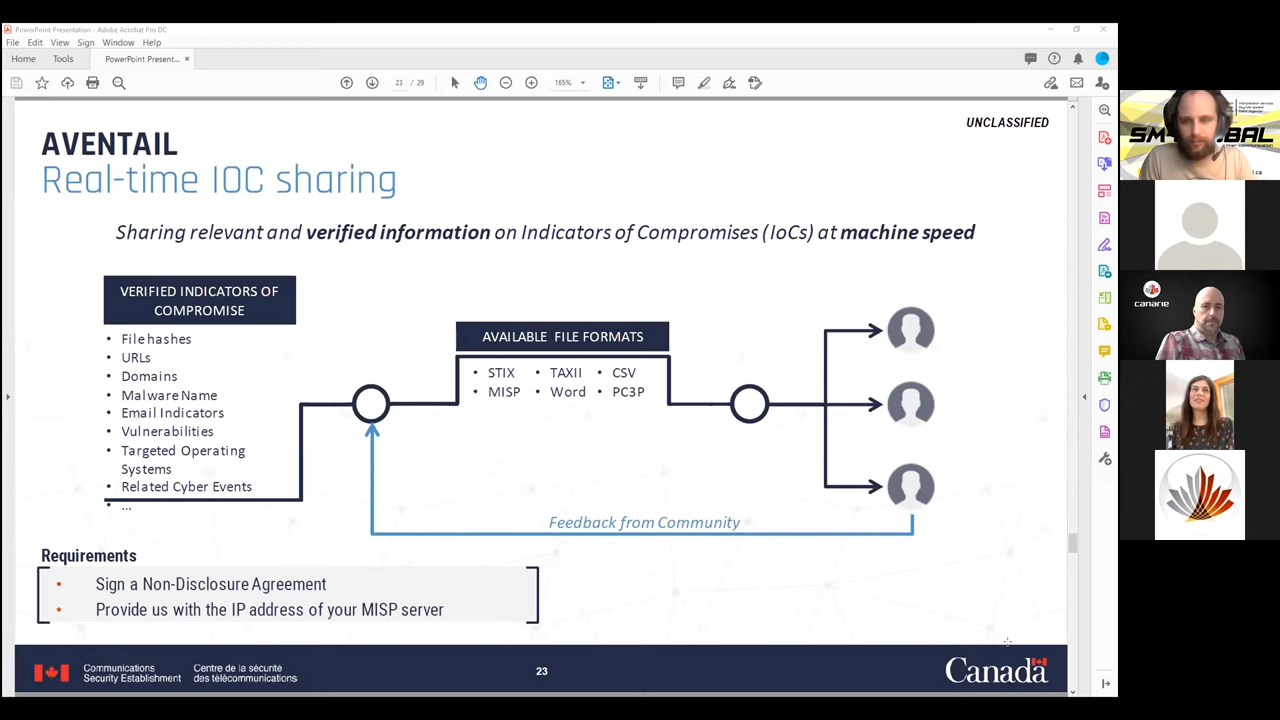 PowerPoint Presentation - Adobe Acrobat Pro DC
File Edit View Sign Window Help
Home Tools PowerPoint Present... ×
23 / 29 165%
UNCLASSIFIED
AVENTAIL
Real-time IOC sharing
Sharing relevant and verified information on Indicators of Compromises (IoCs) at machine speed
VERIFIED INDICATORS OF
COMPROMISE
• File hashes
• URLs
• Domains
• Malware Name
• Email Indicators
• Vulnerabilities
• Targeted Operating
Systems
• Related Cyber Events
• ...
AVAILABLE FILE FORMATS
• STIX • TAXII • CSV
• MISP • Word • PC3P
Feedback from Community
Requirements
• Sign a Non-Disclosure Agreement
• Provide us with the IP address of your MISP server
Communications
Security Establishment
Centre de la sécurité
des télécommunications
23
Canada
canarie